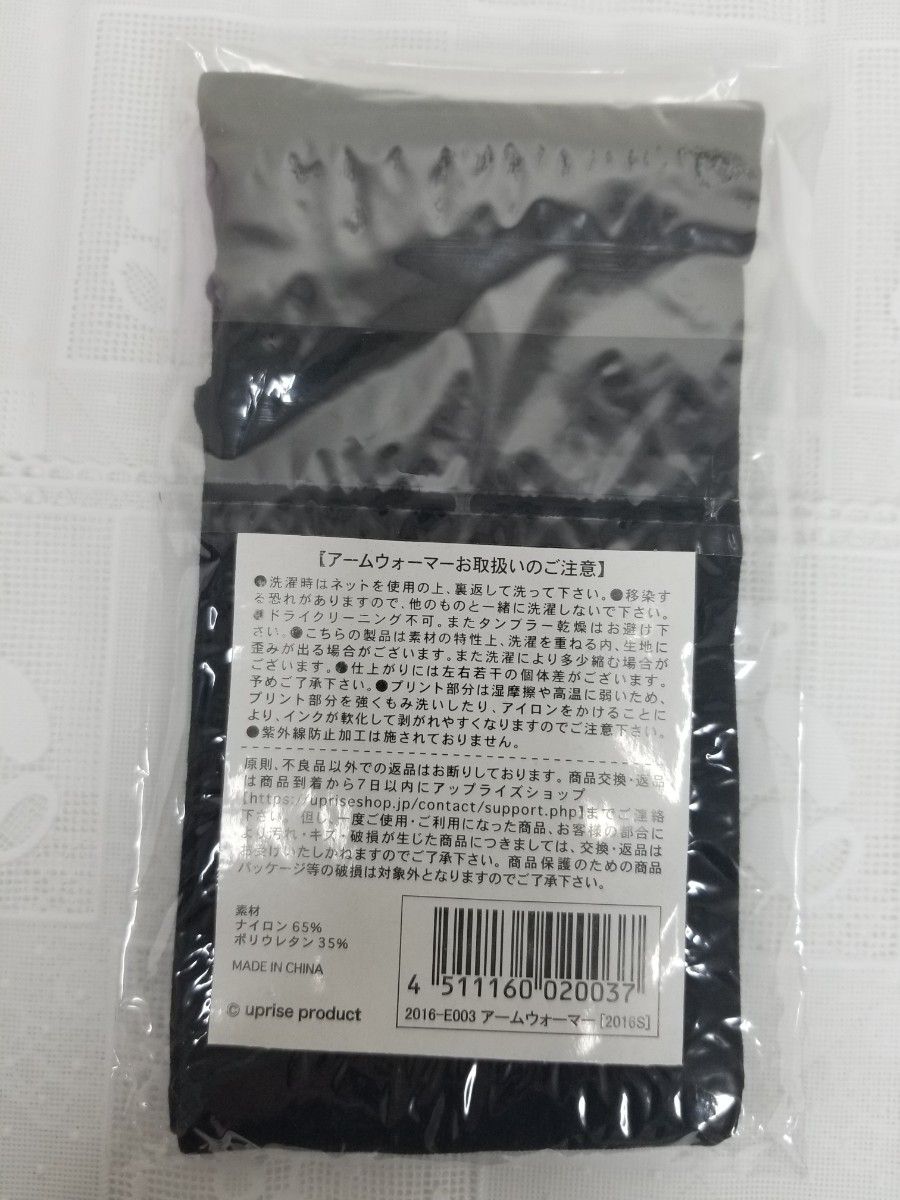 【アームウォーマーお取扱いのご注意】
●洗濯時はネットを使用の上、裏返して洗って下さい。●移染す
る恐れがありますので、他のものと一緒に洗濯しないで下さい。
●ドライクリーニング不可。またタンブラー乾燥はお避け下
さい。●こちらの製品は素材の特性上、洗濯を重ねる内、生地に
歪みが出る場合がございます。また洗濯により多少縮む場合が
ございます。●仕上がりには左右若干の個体差がございます。
予めご了承下さい。●プリント部分は湿摩擦や高温に弱いため、
プリント部分を強くもみ洗いしたり、アイロンをかけることに
より、インクが軟化して剥がれやすくなりますのでご注意下さい。
●紫外線防止加工は施されておりません。
原則、不良品以外での返品はお断りしております。商品交換・返品
は商品到着から7日以内にアップライズショップ
【https://upriseshop.jp/contact/support.php】までご連絡
下さい。但し、一度ご使用・ご利用になった商品、お客様の都合に
より汚れ・キズ・破損が生じた商品につきましては、交換・返品は
お受けいたしかねますのでご了承下さい。商品保護のための商品
パッケージ等の破損は対象外となりますのでご了承下さい。
素材
ナイロン 65%
ポリウレタン 35%
MADE IN CHINA
© uprise product
4 511160 020037
2016-E003 アームウォーマー [2016S]